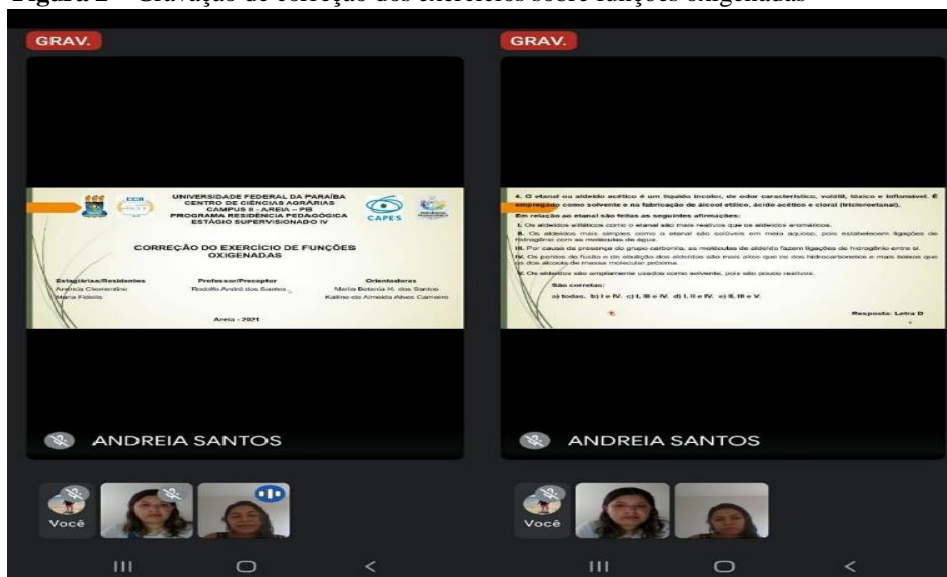 Figura 2 – Gravação de correção dos exercícios sobre funções oxigenadas
GRAV.
UNIVERSIDADE FEDERAL DA PARAÍBA
CENTRO DE CIÊNCIAS AGRÁRIAS
CAMPUS II - AREIA – PB
PROGRAMA RESIDÊNCIA PEDAGÓGICA
ESTÁGIO SUPERVISIONADO IV
CAPES
CORREÇÃO DO EXERCÍCIO DE FUNÇÕES
OXIGENADAS
Estagiárias/Residentes
Andreia Clementino
Maria Fidelis
Professor/Preceptor
Rodolfo André dos Santos
Orientadoras
Maria Betania H. dos Santos
Kaline de Almeida Alves Carneiro
Areia - 2021
ANDREIA SANTOS
Você
GRAV.
4. O etanal ou aldeído acético é um líquido incolor, de odor característico, volátil, tóxico e inflamável. É
empregado como solvente e na fabricação de álcool etílico, ácido acético e cloral (tricloroetanal).
Em relação ao etanal são feitas as seguintes afirmações:
I. Os aldeídos alifáticos como o etanal são mais reativos que os aldeídos aromáticos.
II. Os aldeídos mais simples como o etanal são solúveis em meio aquoso, pois estabelecem ligações de
hidrogênio com as moléculas de água.
III. Por causa da presença do grupo carbonila, as moléculas de aldeído fazem ligações de hidrogênio entre si.
IV. Os pontos de fusão e de ebulição dos aldeídos são mais altos que os dos hidrocarbonetos e mais baixos que
os dos álcoois de massa molecular próxima.
V. Os aldeídos são amplamente usados como solvente, pois são pouco reativos.
São corretas:
a) todas. b) I e IV. c) I, III e IV. d) I, II e IV. e) II, III e V.
Resposta: Letra D
ANDREIA SANTOS
Você